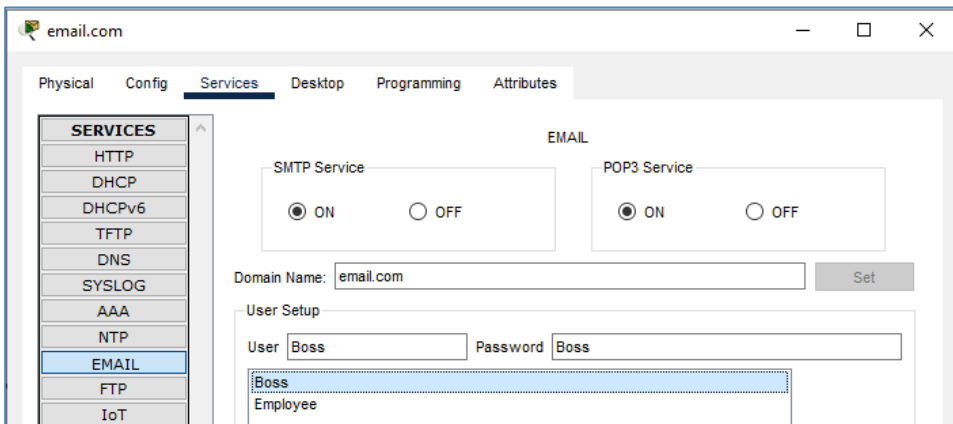 email.com
Physical Config Services Desktop Programming Attributes
SERVICES
HTTP
DHCP
DHCPv6
TFTP
DNS
SYSLOG
AAA
NTP
EMAIL
FTP
IoT
EMAIL
SMTP Service POP3 Service
ON OFF ON OFF
Domain Name: email.com Set
User Setup
User Boss Password Boss
Boss
Employee